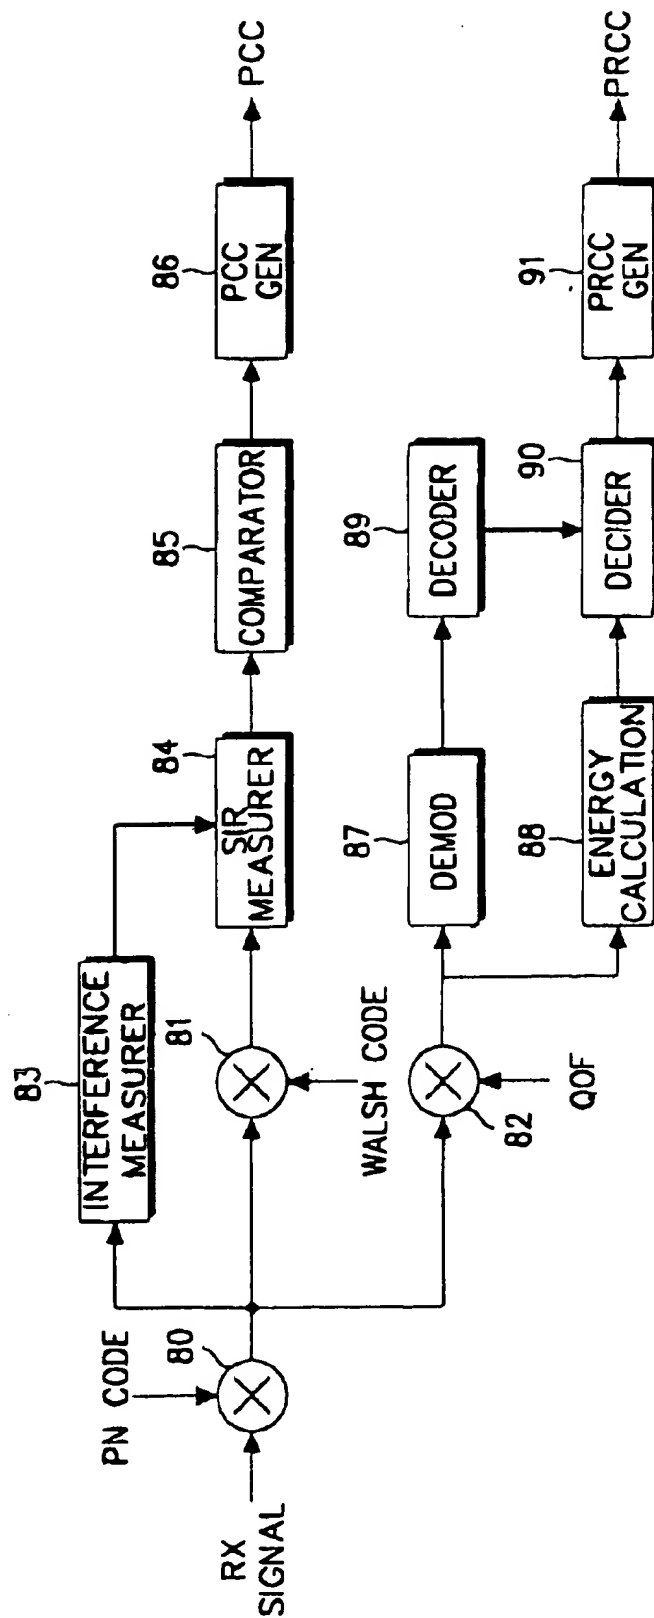 RX
SIGNAL
PN CODE
80
83
INTERFERENCE
MEASURER
81
WALSH CODE
84
SIR
MEASURER
85
COMPARATOR
86
PCC
GEN
PCC
82
QOF
87
DEMOD
89
DECODER
88
ENERGY
CALCULATION
90
DECIDER
91
PRCC
GEN
PRCC